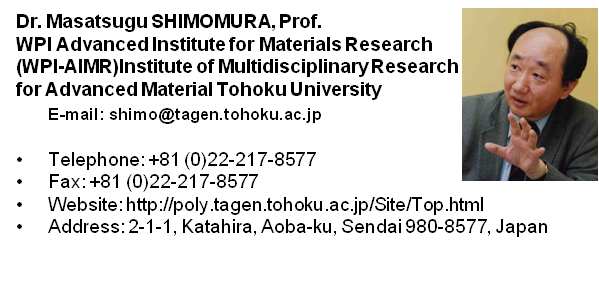 Dr. Masatsugu SHIMOMURA, Prof.
WPI Advanced Institute for Materials Research
(WPI-AIMR)Institute of Multidisciplinary Research
for Advanced Material Tohoku University
E-mail: shimo@tagen.tohoku.ac.jp
• Telephone: +81 (0)22-217-8577
• Fax: +81 (0)22-217-8577
• Website: http://poly.tagen.tohoku.ac.jp/Site/Top.html
• Address: 2-1-1, Katahira, Aoba-ku, Sendai 980-8577, Japan